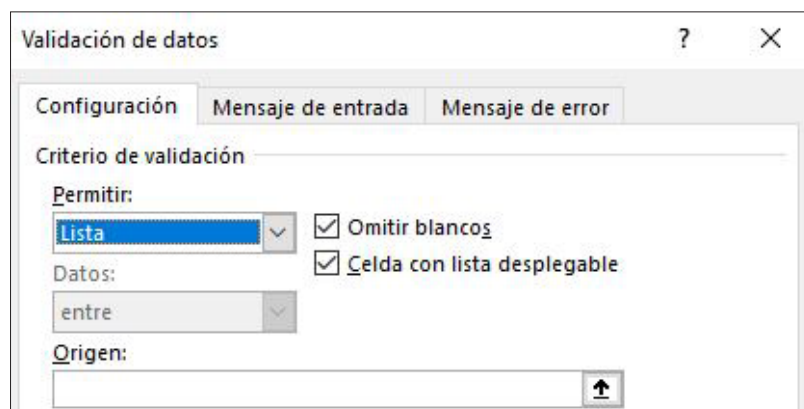 Validación de datos ?
Configuración Mensaje de entrada Mensaje de error
Criterio de validación
Permitir:
Lista Omitir blancos
Celda con lista desplegable
Datos:
entre
Origen: